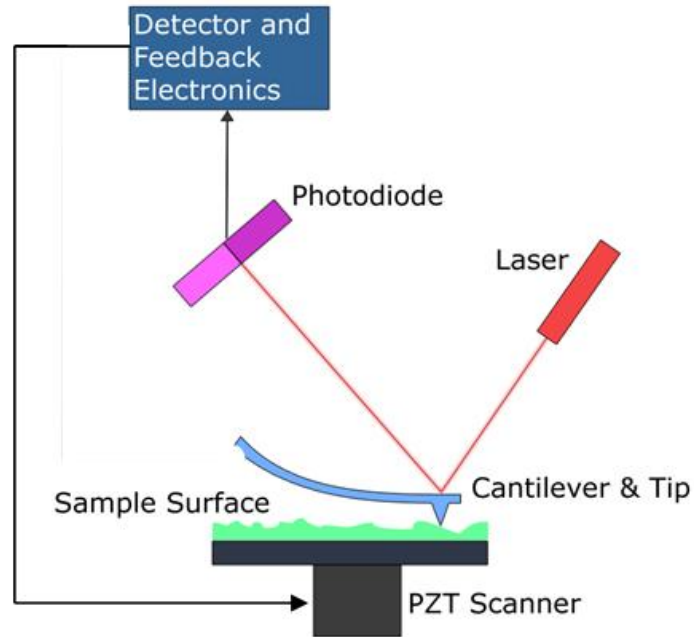 Detector and
Feedback
Electronics
Photodiode
Laser
Cantilever & Tip
Sample Surface
PZT Scanner